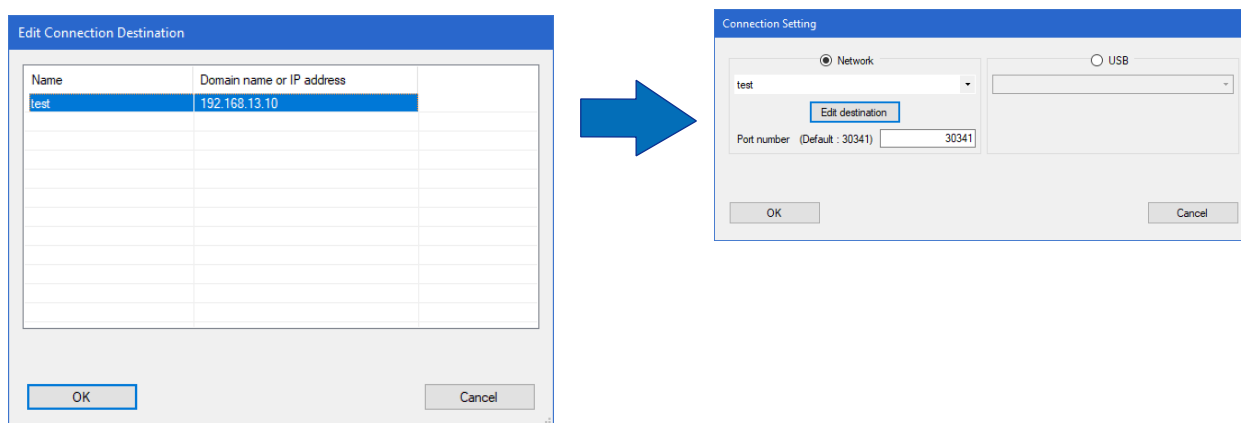 Edit Connection Destination
Name Domain name or IP address
test 192.168.13.10
OK Cancel
Connection Setting
Network USB
test
Edit destination
Port number (Default : 30341) 30341
OK Cancel